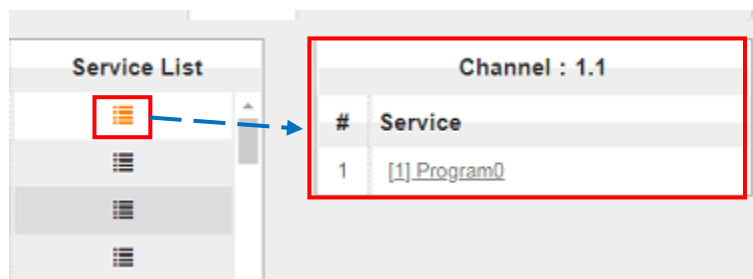 Service List
Channel : 1.1
# Service
1 [1] Program0